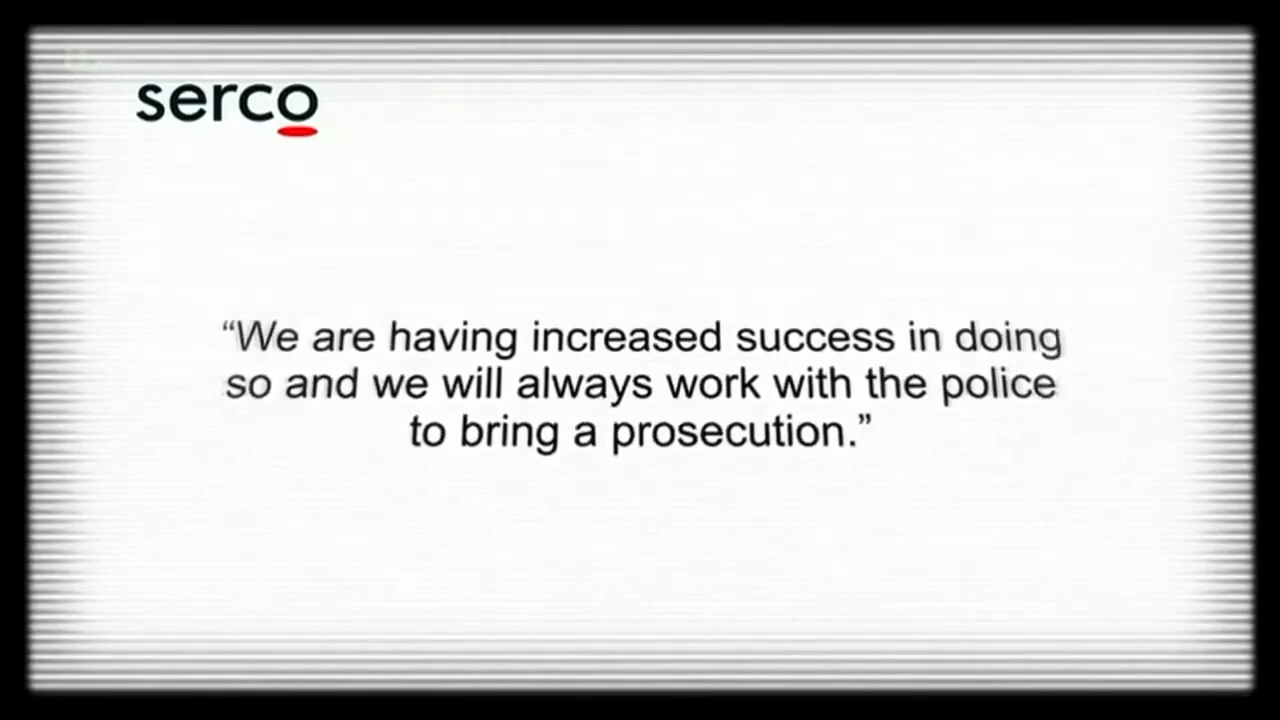 serco
“We are having increased success in doing
so and we will always work with the police
to bring a prosecution.”